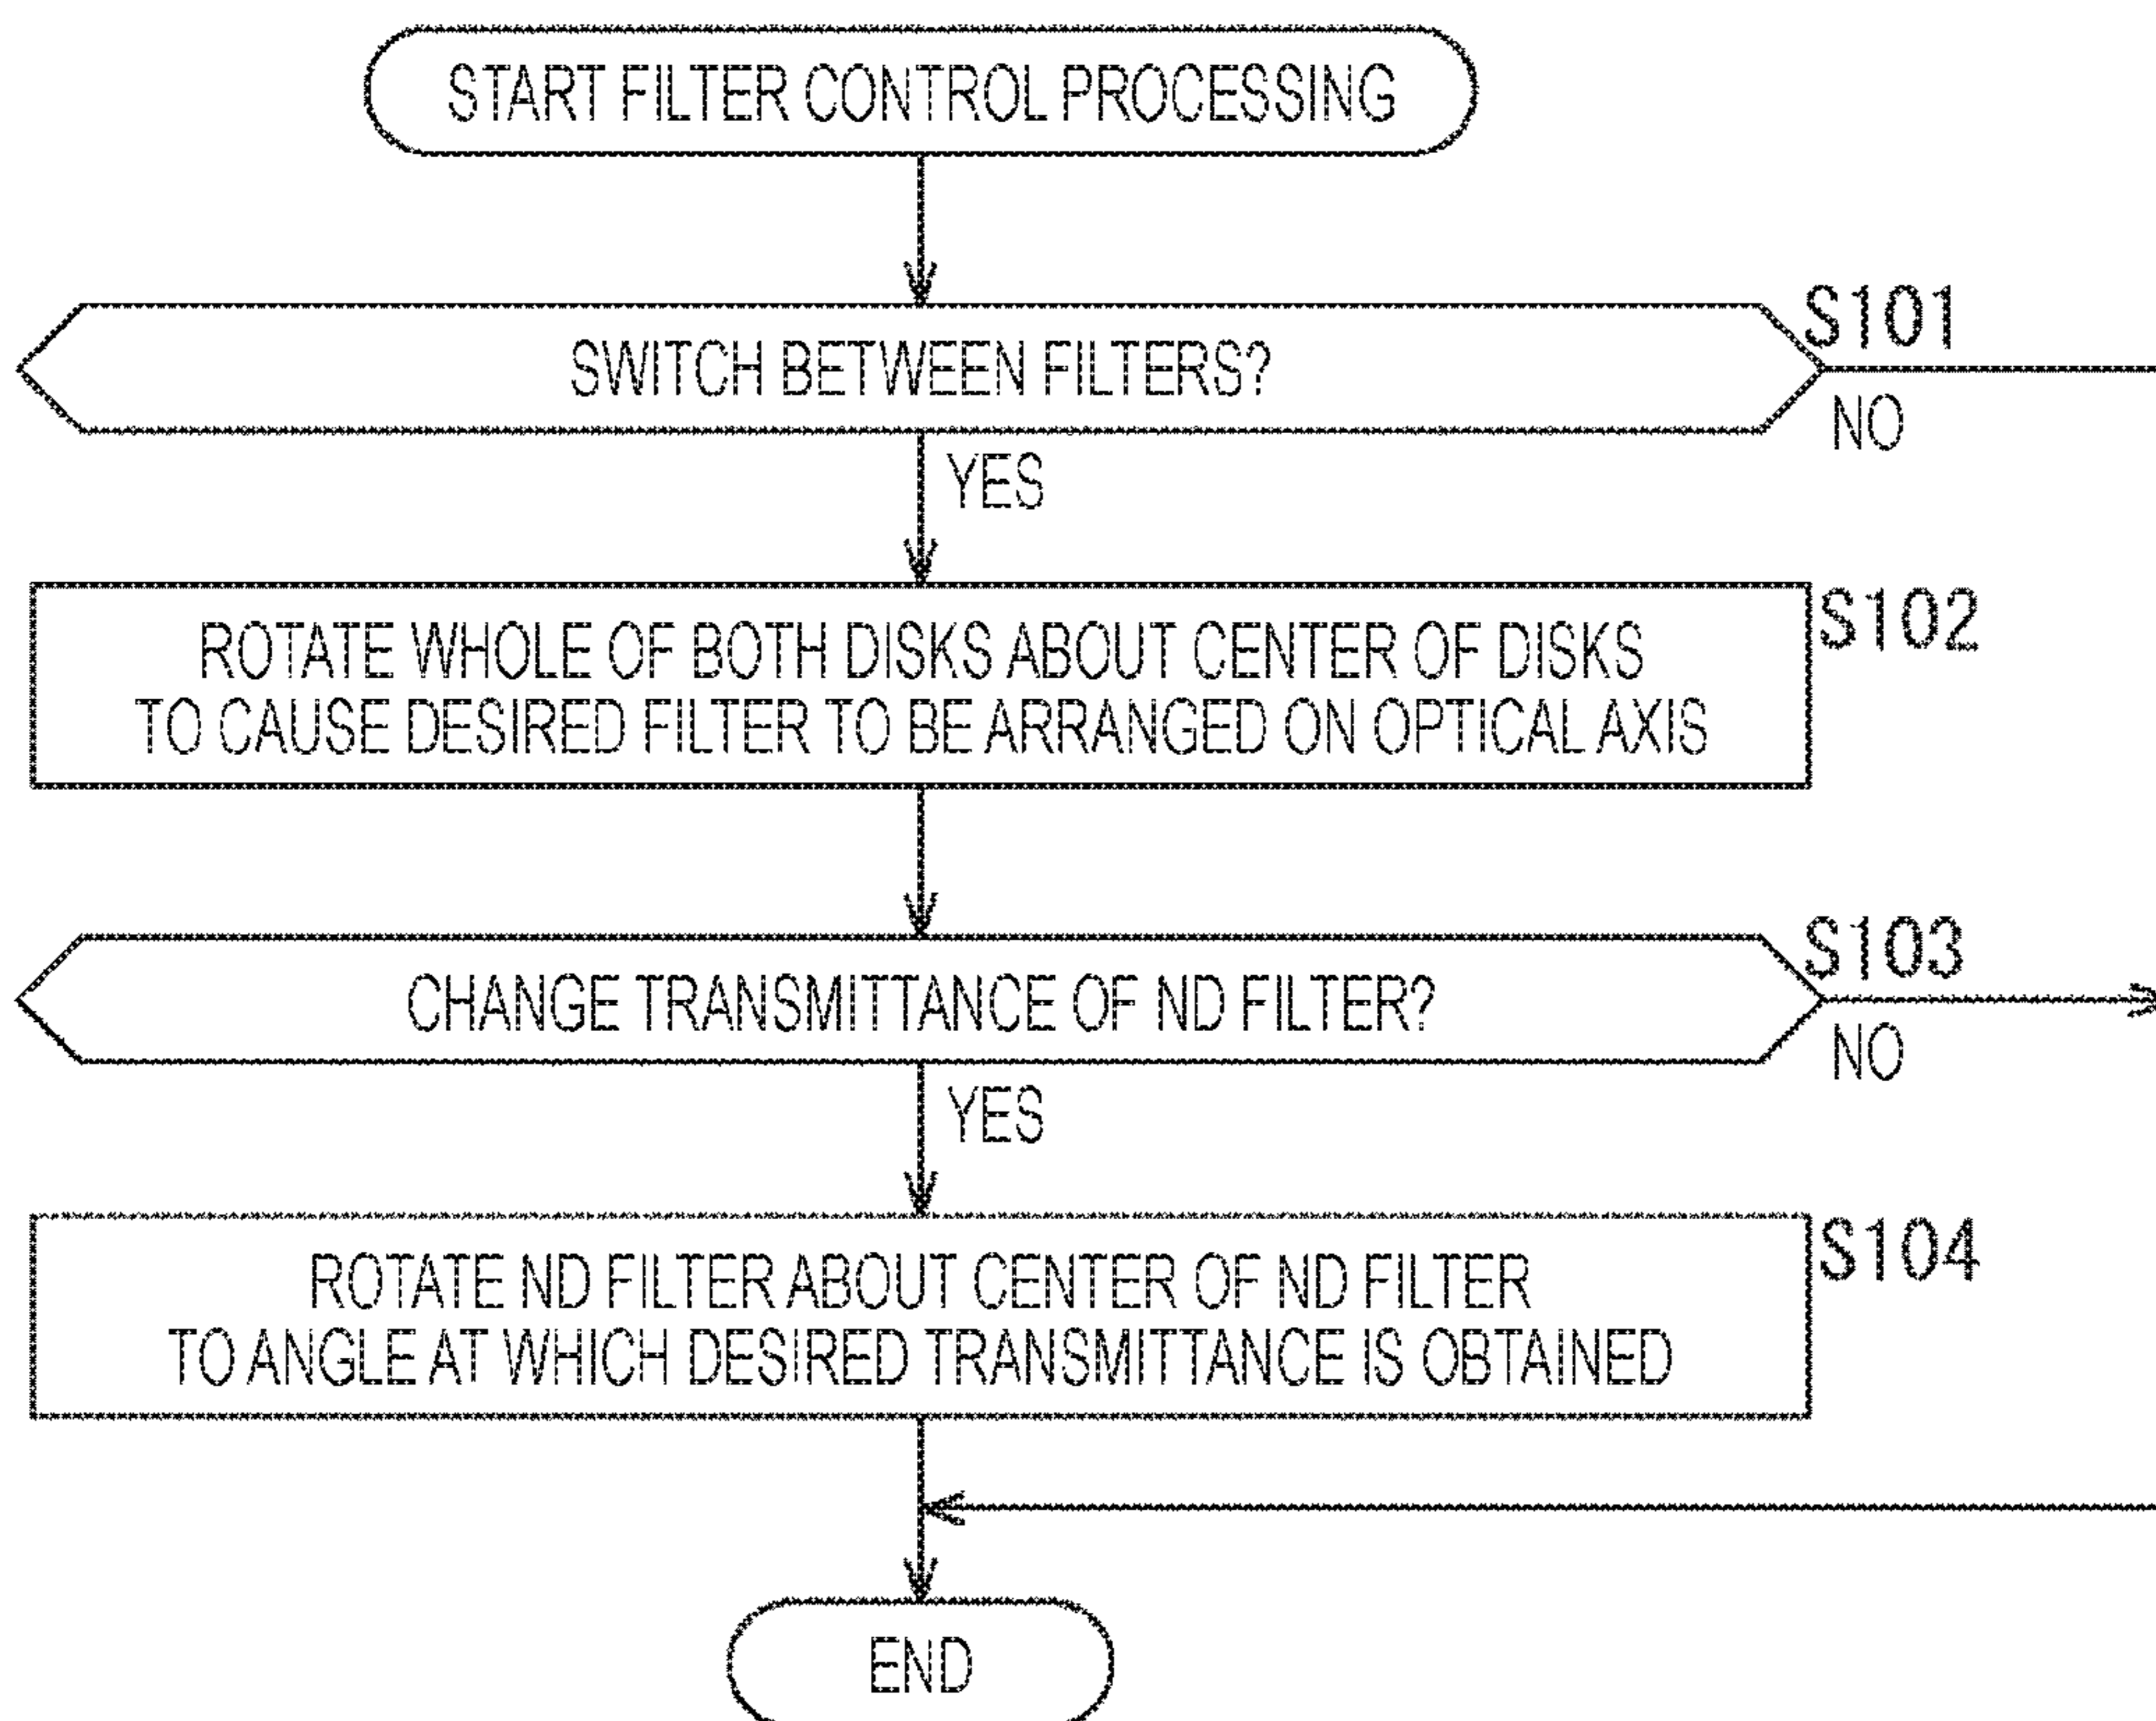 START FILTER CONTROL PROCESSING
S101
SWITCH BETWEEN FILTERS?
NO
YES
S102
ROTATE WHOLE OF BOTH DISKS ABOUT CENTER OF DISKS
TO CAUSE DESIRED FILTER TO BE ARRANGED ON OPTICAL AXIS
S103
CHANGE TRANSMITTANCE OF ND FILTER?
NO
YES
S104
ROTATE ND FILTER ABOUT CENTER OF ND FILTER
TO ANGLE AT WHICH DESIRED TRANSMITTANCE IS OBTAINED
END